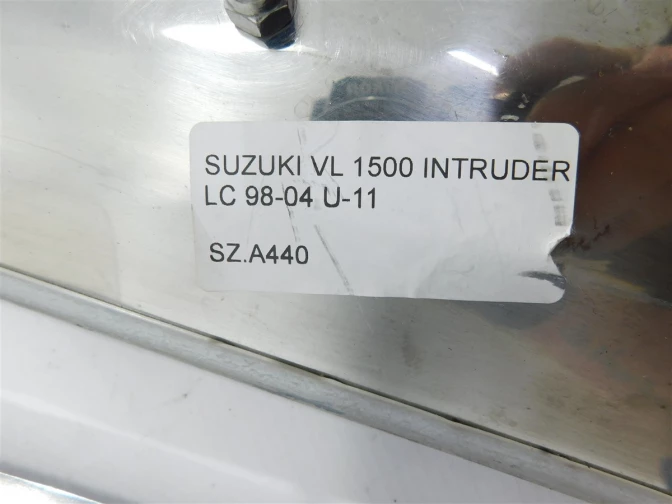 SUZUKI VL 1500 INTRUDER
LC 98-04 U-11
SZ.A440